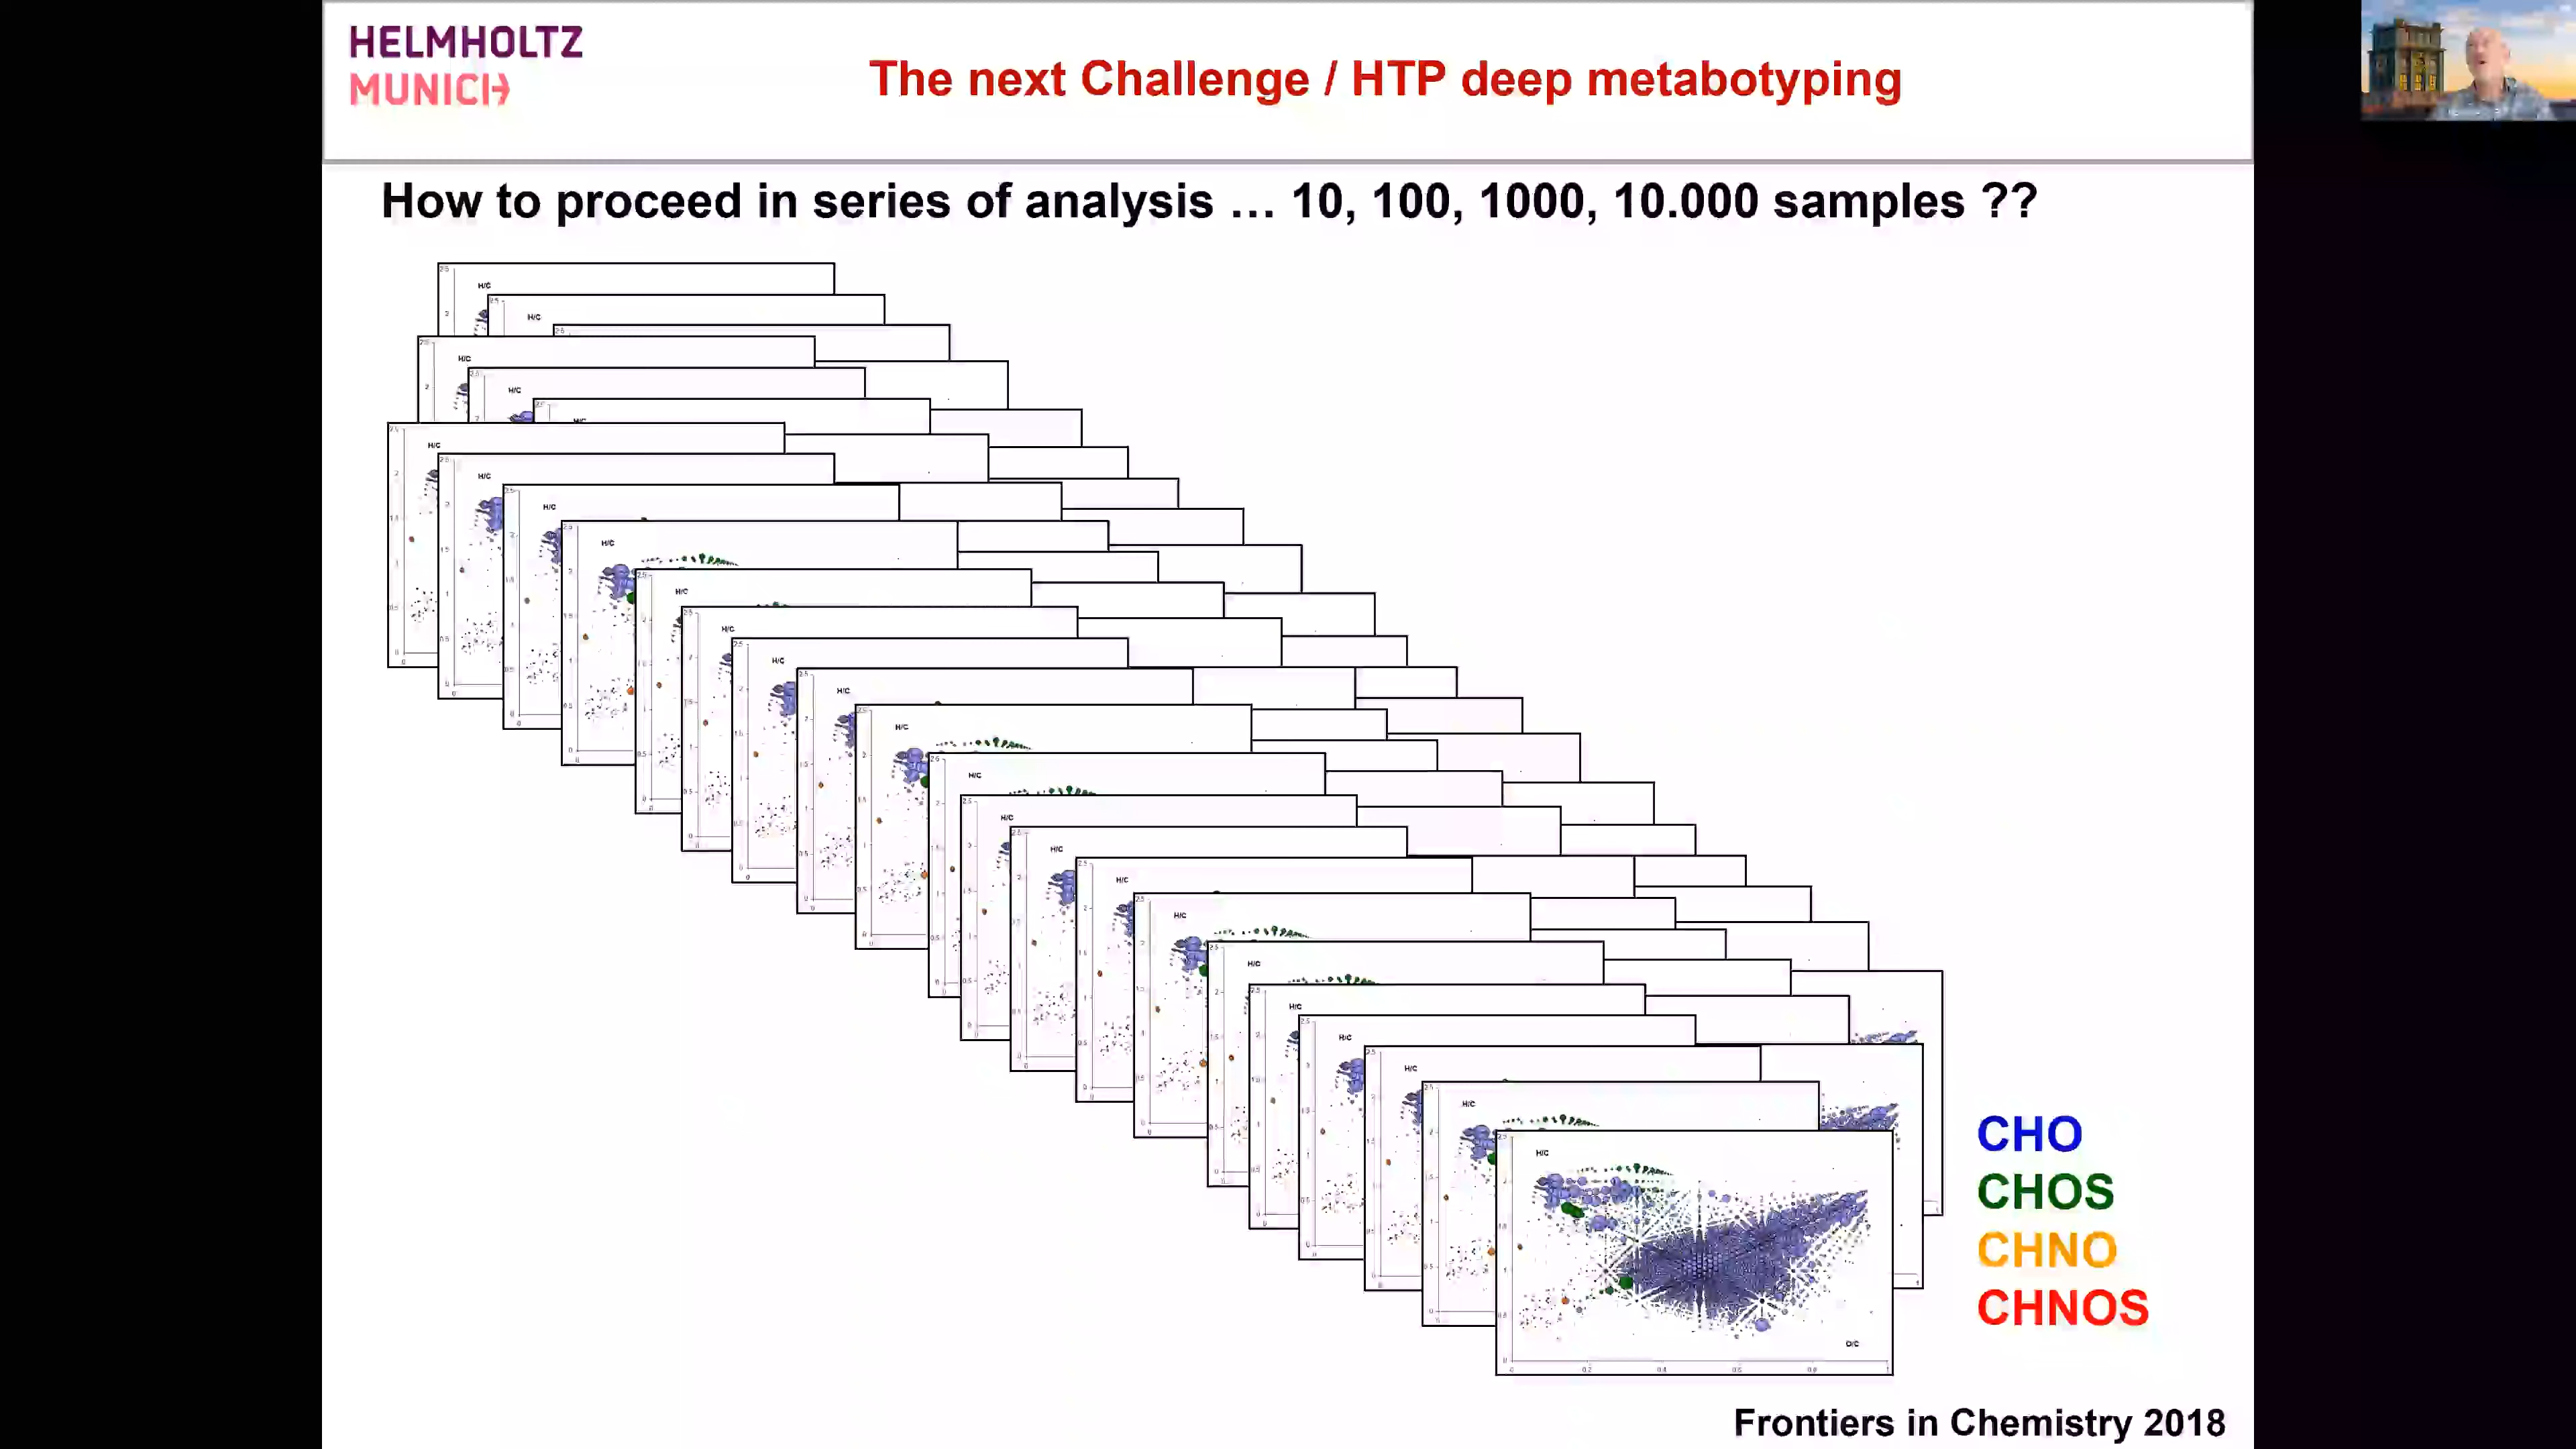 HELMHOLTZ
MUNICH
The next Challenge / HTP deep metabotyping
How to proceed in series of analysis … 10, 100, 1000, 10.000 samples ??
H/C
O/C
CHO
CHOS
CHNO
CHNOS
Frontiers in Chemistry 2018